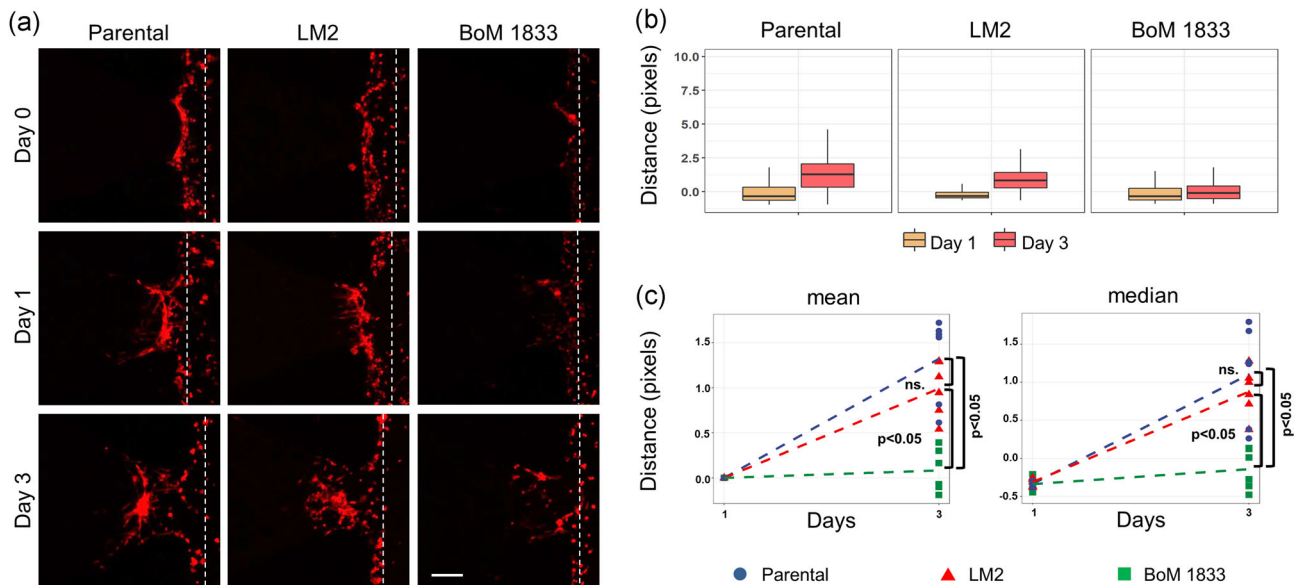 (a)
Parental LM2 BoM 1833
Day 0
Day 1
Day 3
(b)
Parental LM2 BoM 1833
Distance (pixels)
10.0
7.5
5.0
2.5
0.0
Day 1 Day 3
(c)
mean
Distance (pixels)
1.5
1.0
0.5
0.0
ns.
p<0.05
p<0.05
1 Days 3
median
1.5
1.0
0.5
0.0
-0.5
ns.
p<0.05
p<0.05
1 Days 3
Parental LM2 BoM 1833